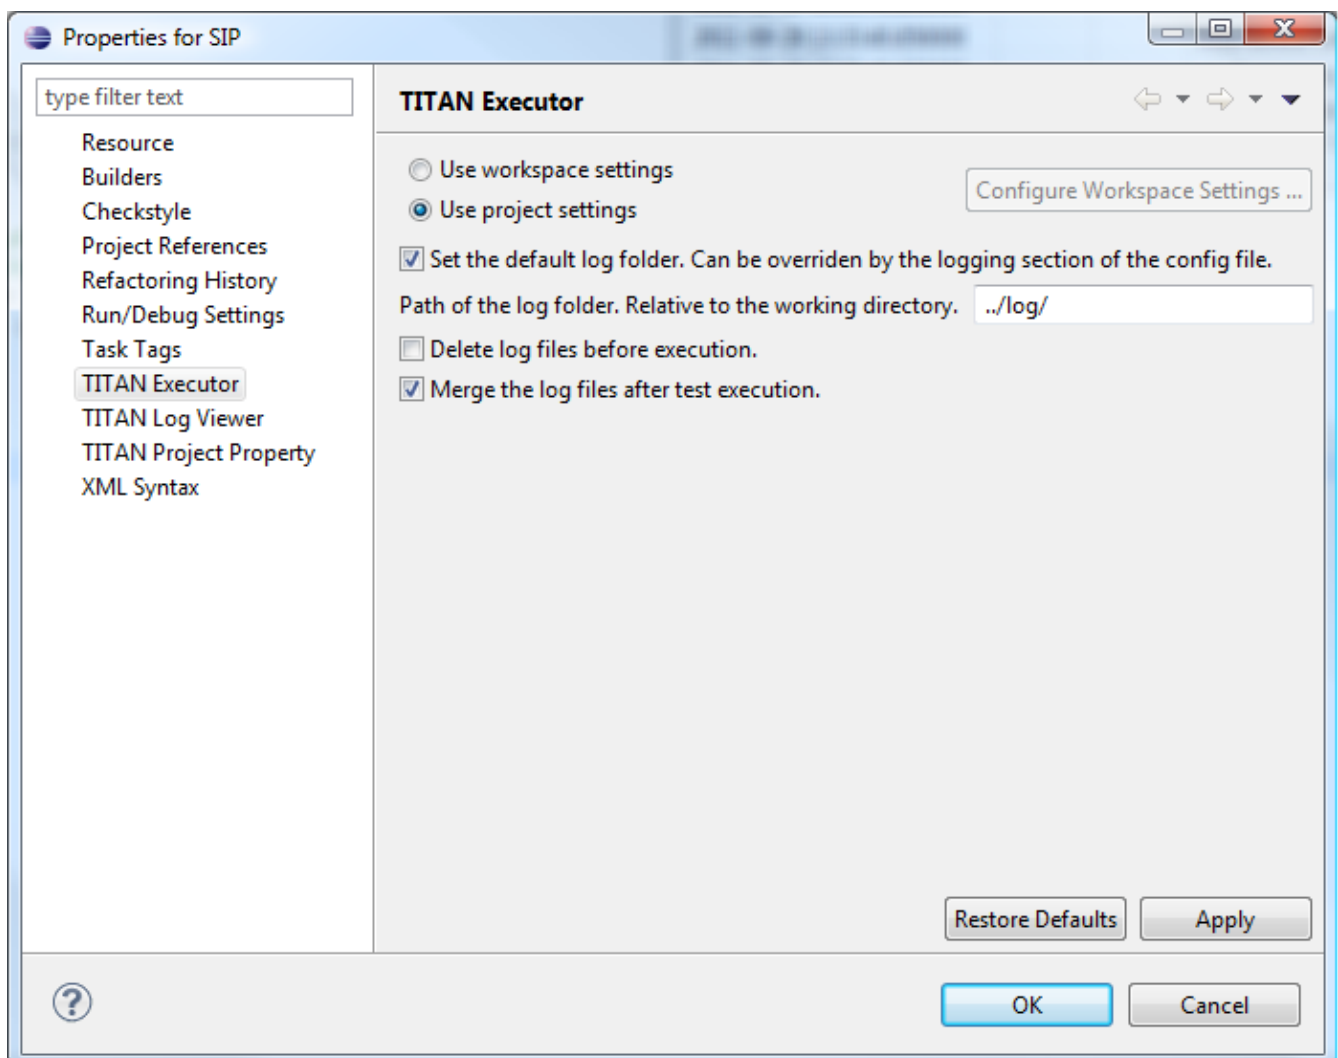 Properties for SIP
type filter text
Resource
Builders
Checkstyle
Project References
Refactoring History
Run/Debug Settings
Task Tags
TITAN Executor
TITAN Log Viewer
TITAN Project Property
XML Syntax
TITAN Executor
Use workspace settings
Configure Workspace Settings ...
Use project settings
Set the default log folder. Can be overriden by the logging section of the config file.
Path of the log folder. Relative to the working directory. ../log/
Delete log files before execution.
Merge the log files after test execution.
Restore Defaults Apply
? OK Cancel